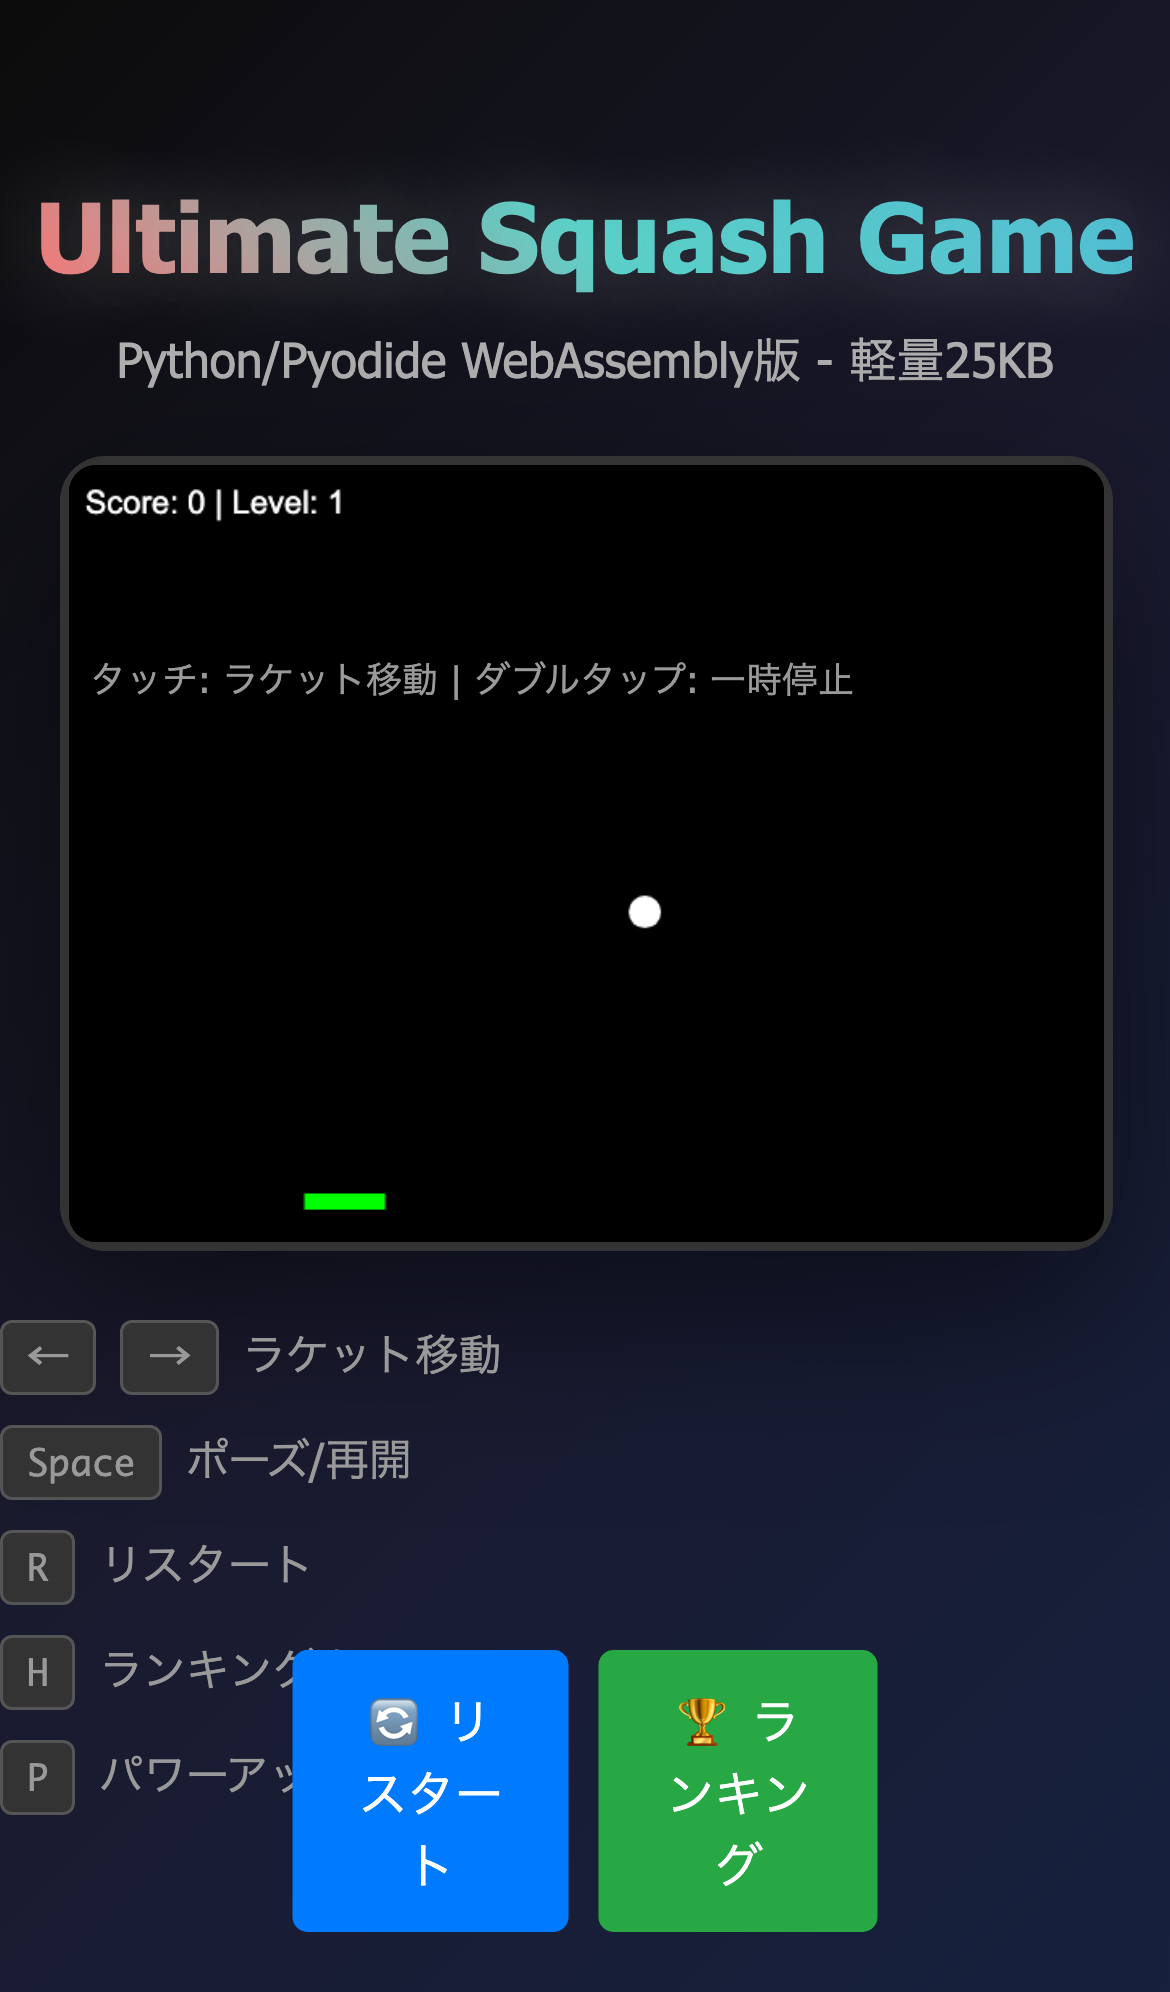 Ultimate Squash Game
Python/Pyodide WebAssembly版 - 軽量25KB
Score: 0 | Level: 1
タッチ: ラケット移動 | ダブルタップ: 一時停止
← → ラケット移動
Space ポーズ/再開
R リスタート
H ランキング
P パワーアッ
🔄 リ
スター
ト
🏆 ラ
ンキン
グ